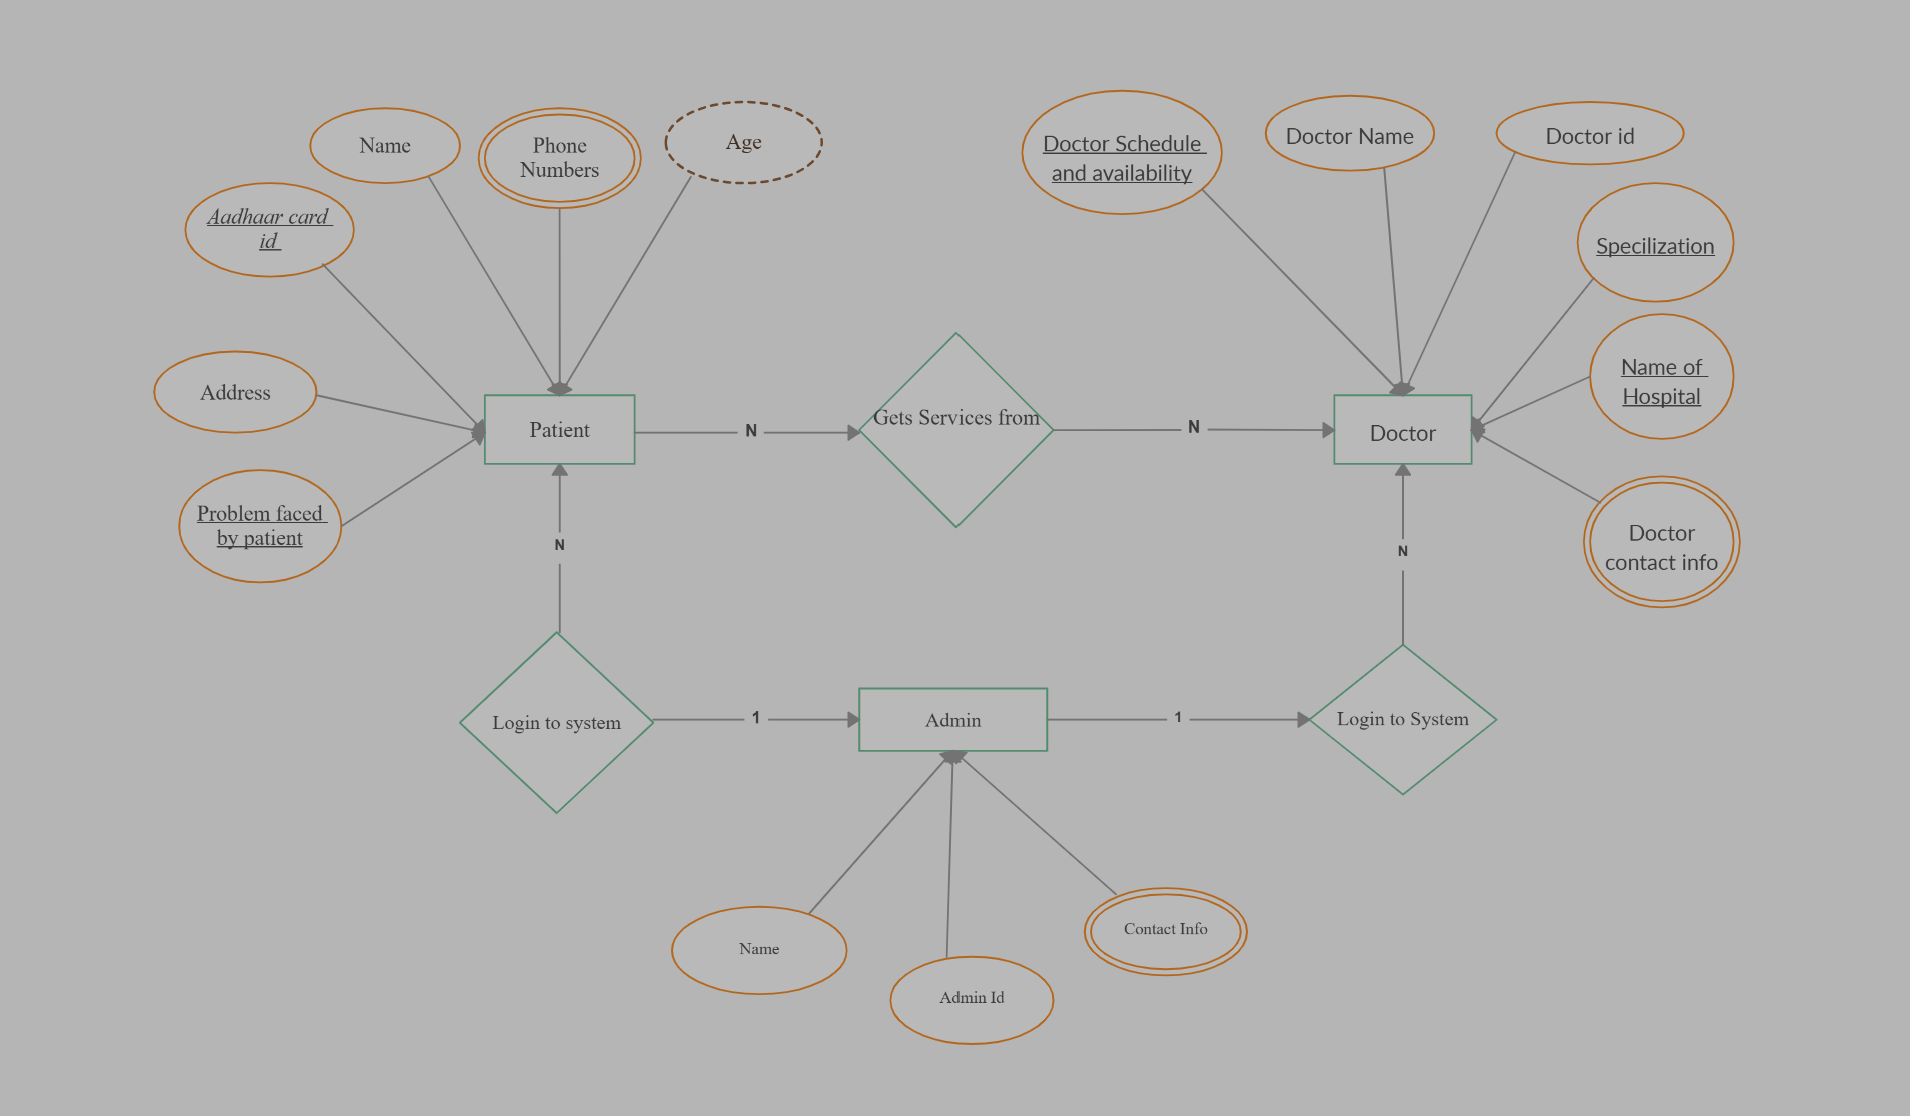 Name
Phone
Numbers
Age
Doctor Schedule
and availability
Doctor Name
Doctor id
Aadhaar card
id
Specilization
Address
Name of
Hospital
Patient
N
Gets Services from
N
Doctor
Problem faced
by patient
N
N
Doctor
contact info
Login to system
1
Admin
1
Login to System
Name
Admin Id
Contact Info